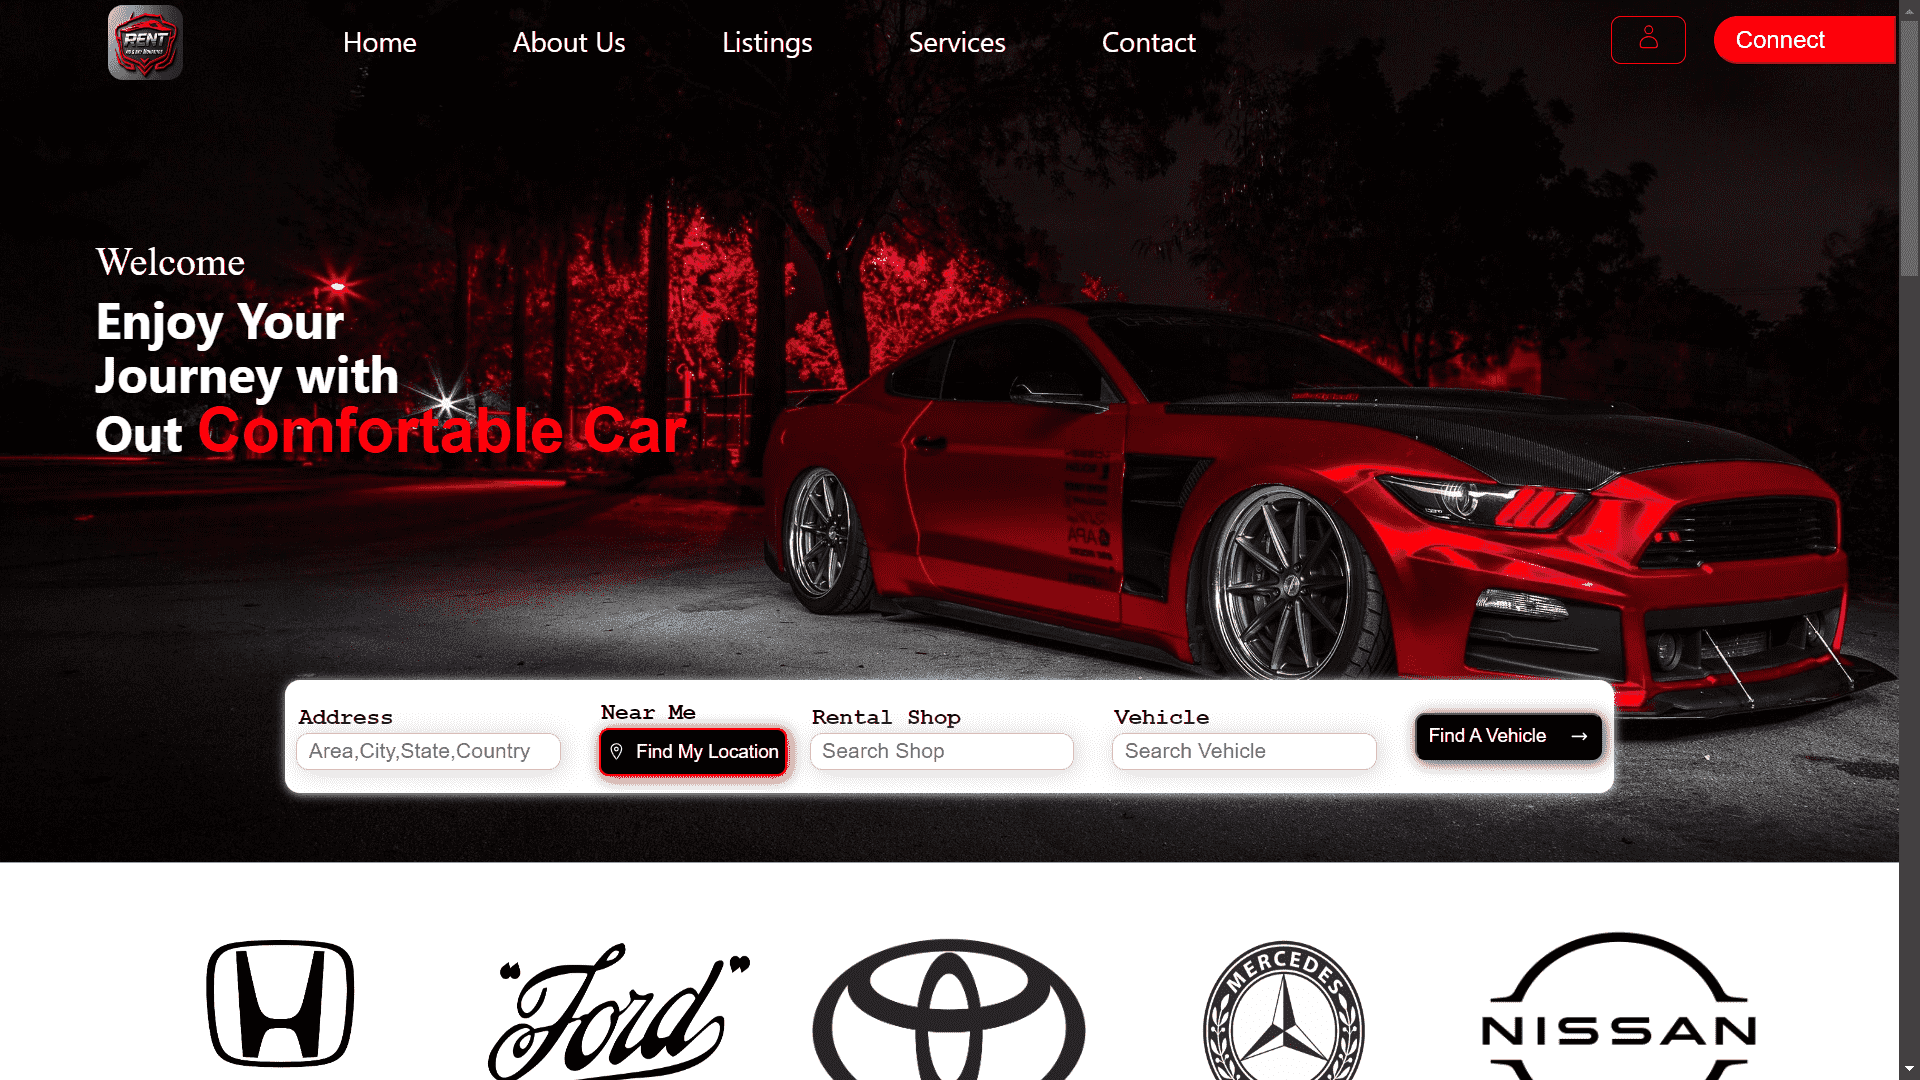 RENT
Home
About Us
Listings
Services
Contact
Connect
Welcome
Enjoy Your
Journey with
Out Comfortable Car
Address
Near Me
Rental Shop
Vehicle
Area,City,State,Country
Find My Location
Search Shop
Search Vehicle
Find A Vehicle
“Ford”
MERCEDES
NISSAN